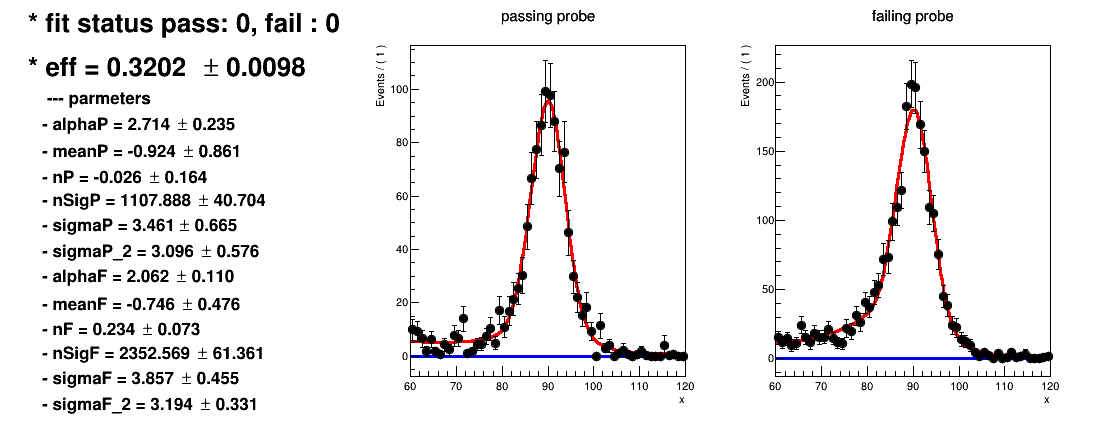 * fit status pass: 0, fail : 0
* eff = 0.3202 ± 0.0098
--- parmeters
- alphaP = 2.714 ± 0.235
- meanP = -0.924 ± 0.861
- nP = -0.026 ± 0.164
- nSigP = 1107.888 ± 40.704
- sigmaP = 3.461 ± 0.665
- sigmaP_2 = 3.096 ± 0.576
- alphaF = 2.062 ± 0.110
- meanF = -0.746 ± 0.476
- nF = 0.234 ± 0.073
- nSigF = 2352.569 ± 61.361
- sigmaF = 3.857 ± 0.455
- sigmaF_2 = 3.194 ± 0.331
passing probe
Events / ( 1 )
100
80
60
40
20
0
60 70 80 90 100 110 120
x
failing probe
Events / ( 1 )
200
150
100
50
0
60 70 80 90 100 110 120
x